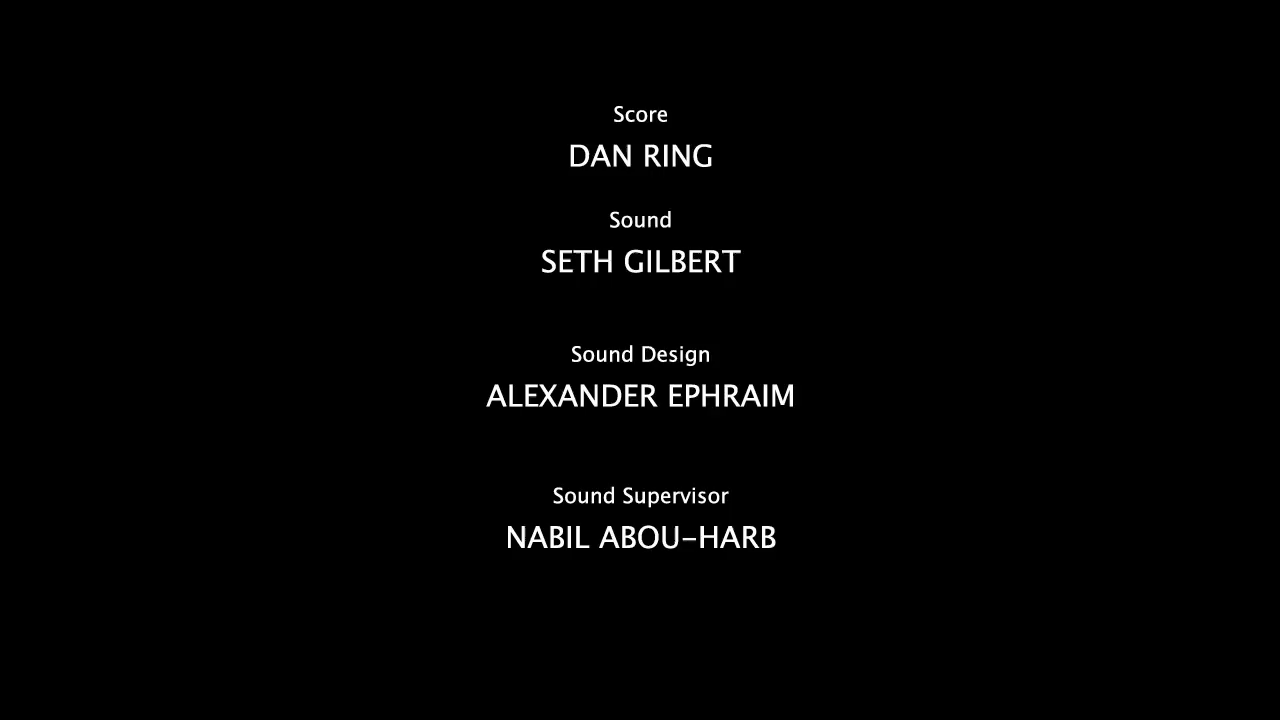 Score
DAN RING
Sound
SETH GILBERT
Sound Design
ALEXANDER EPHRAIM
Sound Supervisor
NABIL ABOU-HARB